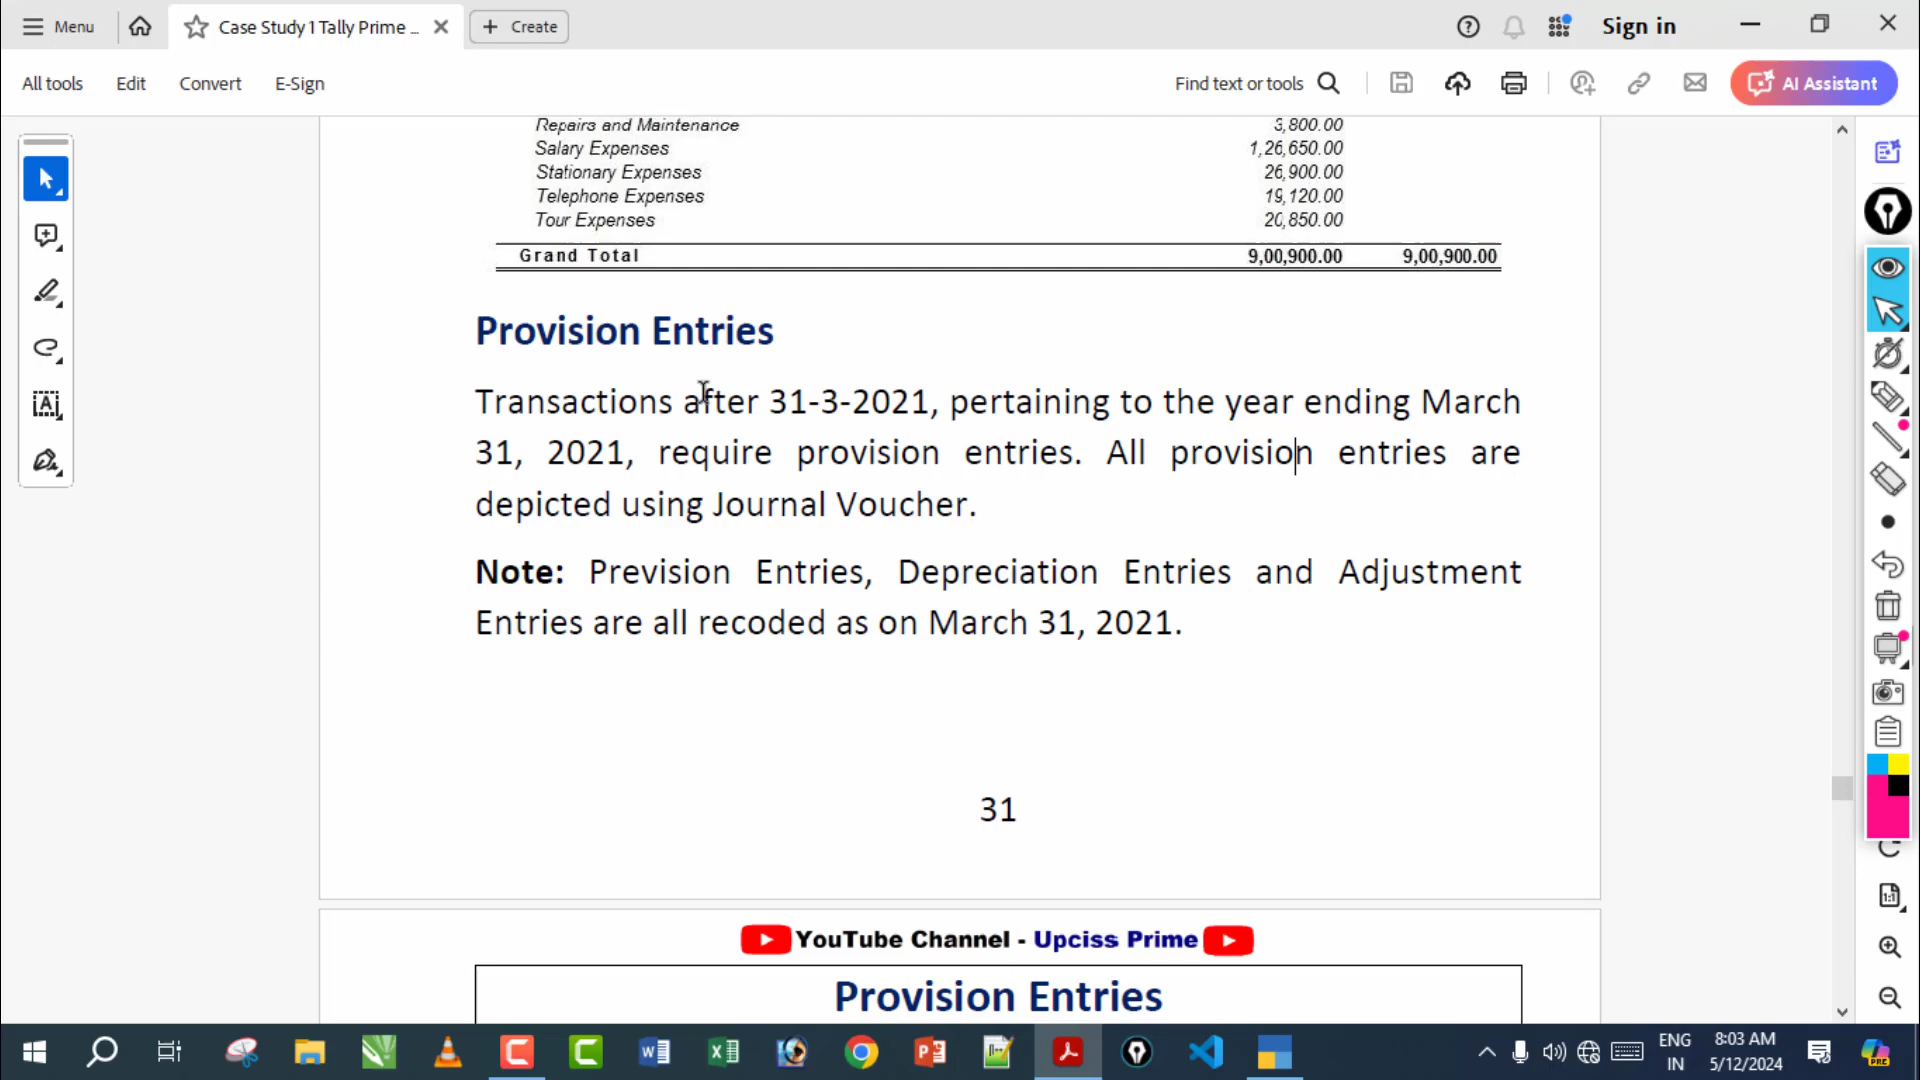 Menu
Case Study 1 Tally Prime ...
Create
Sign in
All tools
Edit
Convert
E-Sign
Find text or tools
AI Assistant
Repairs and Maintenance 3,800.00
Salary Expenses 1,26,650.00
Stationary Expenses 26,900.00
Telephone Expenses 19,120.00
Tour Expenses 20,850.00
Grand Total 9,00,900.00 9,00,900.00
Provision Entries
Transactions after 31-3-2021, pertaining to the year ending March
31, 2021, require provision entries. All provision entries are
depicted using Journal Voucher.
Note: Prevision Entries, Depreciation Entries and Adjustment
Entries are all recoded as on March 31, 2021.
31
YouTube Channel - Upciss Prime
Provision Entries
ENG
IN
8:03 AM
5/12/2024